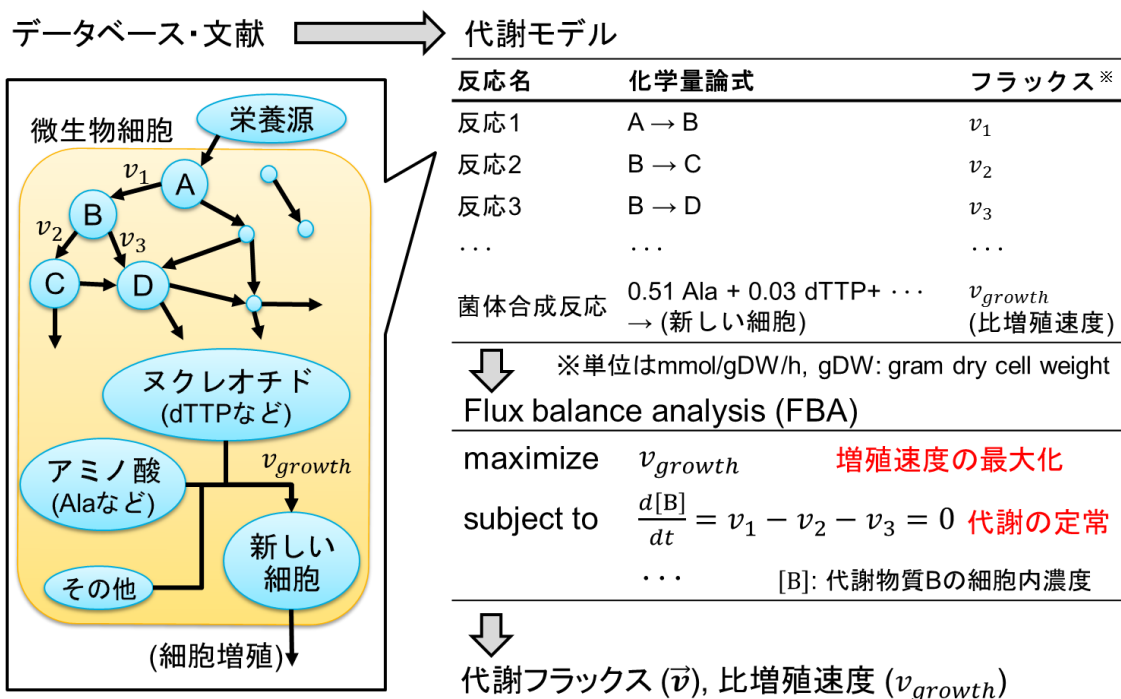 データベース・文献
代謝モデル
微生物細胞
栄養源
A
v1
B
v2
v3
C
D
ヌクレオチド
(dTTPなど)
vgrowth
アミノ酸
(Alaなど)
新しい
細胞
その他
(細胞増殖)
反応名 化学量論式 フラックス※
反応1 A → B v1
反応2 B → C v2
反応3 B → D v3
・・・ ・・・ ・・・
菌体合成反応 0.51 Ala + 0.03 dTTP+ ・・・ → (新しい細胞) vgrowth (比増殖速度)
※単位はmmol/gDW/h, gDW: gram dry cell weight
Flux balance analysis (FBA)
maximize vgrowth 増殖速度の最大化
subject to d[B]/dt = v1 − v2 − v3 = 0 代謝の定常
・・・ [B]: 代謝物質Bの細胞内濃度
代謝フラックス (v⃗), 比増殖速度 (vgrowth)